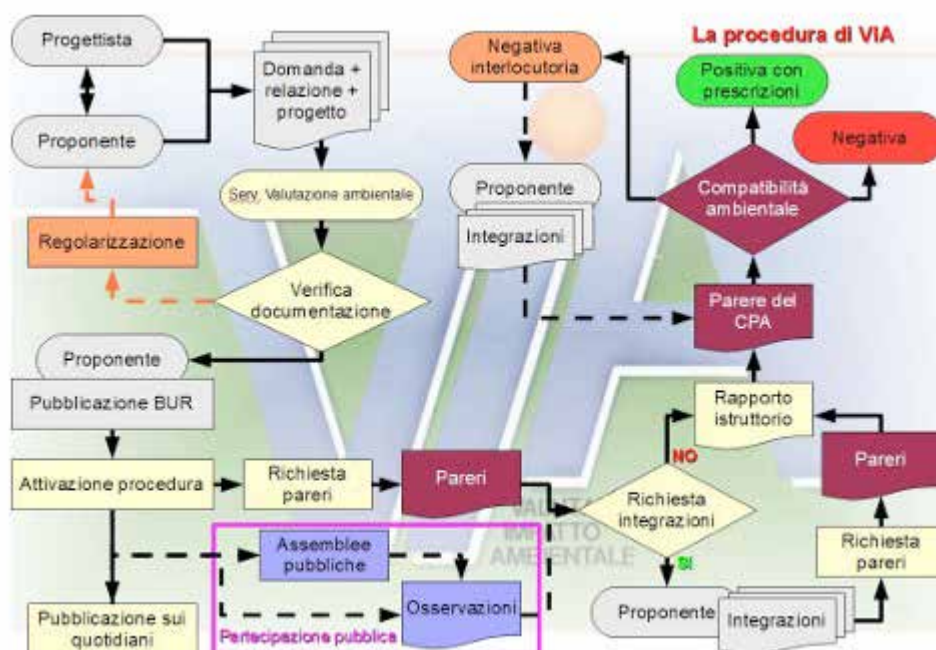 La procedura di VIA
Progettista
Proponente
Domanda +
relazione +
progetto
Serv. Valutazione ambientale
Regolarizzazione
Verifica
documentazione
Proponente
Pubblicazione BUR
Attivazione procedura
Richiesta
pareri
Pareri
Assemblee
pubbliche
Osservazioni
Partecipazione pubblica
Pubblicazione sui
quotidiani
Negativa
interlocutoria
Positiva con
prescrizioni
Negativa
Compatibilità
ambientale
Proponente
Integrazioni
Parere del
CPA
Rapporto
istruttorio
NO
Richiesta
integrazioni
SI
Proponente
Integrazioni
Richiesta
pareri
Pareri
IMPATTO
AMBIENTALE